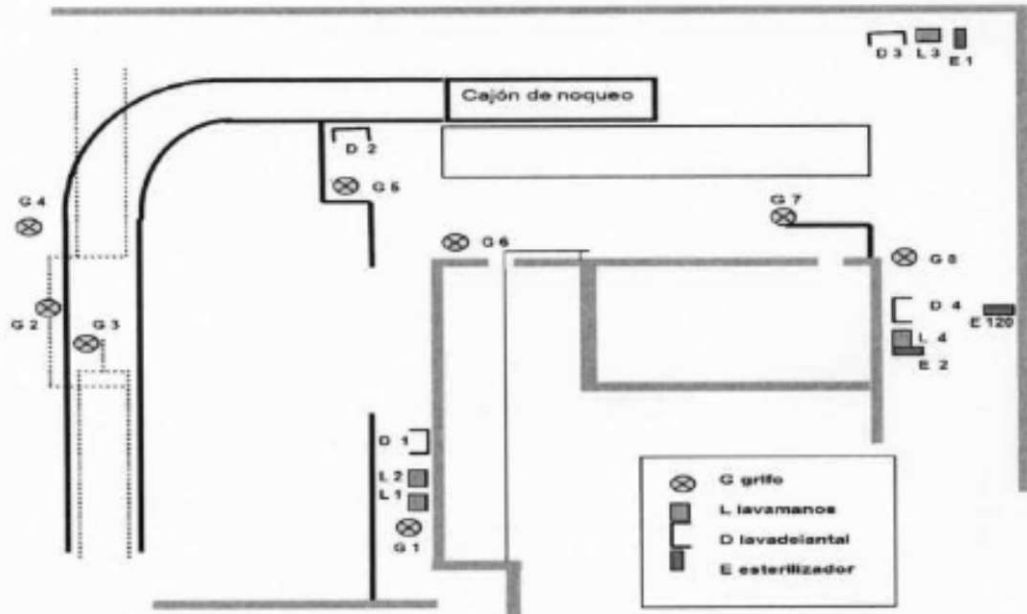 D 3 L 3 E 1
Cajón de noqueo
D 2
G 5
G 4
G 7
G 6
G 8
G 2
G 3
D 4
E 120
L 4
E 2
D 1
L 2
L 1
G 1
G grifo
L lavamanos
D lavadelantal
E esterilizador